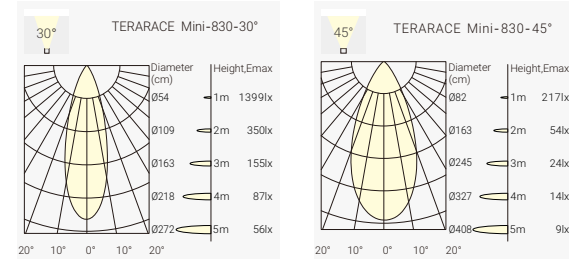 30°
TERARACE Mini-830-30°
Diameter
(cm)
Height,Emax
Ø54 1m 1399lx
Ø109 2m 350lx
Ø163 3m 155lx
Ø218 4m 87lx
Ø272 5m 56lx
20° 10° 0° 10° 20°
45°
TERARACE Mini-830-45°
Diameter
(cm)
Height,Emax
Ø82 1m 217lx
Ø163 2m 54lx
Ø245 3m 24lx
Ø327 4m 14lx
Ø408 5m 9lx
20° 10° 0° 10° 20°